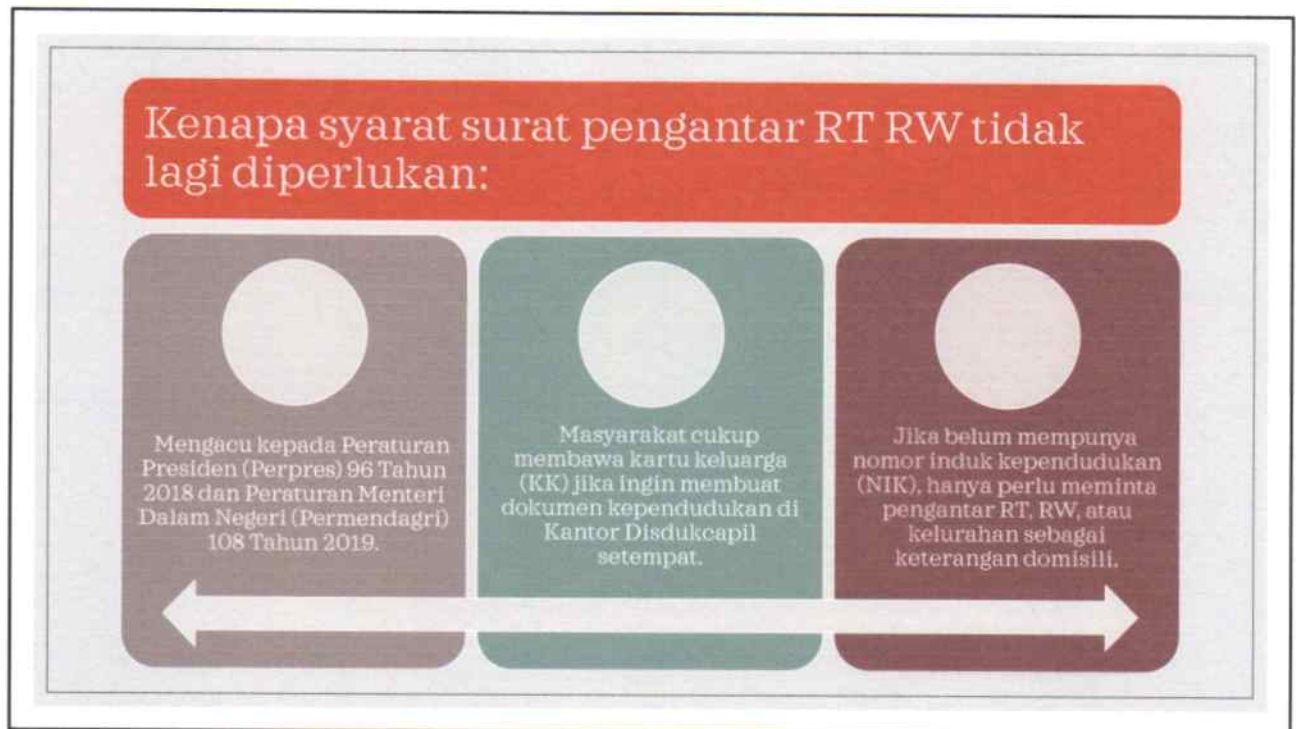 Kenapa syarat surat pengantar RT RW tidak
lagi diperlukan:
Mengacu kepada Peraturan
Presiden (Perpres) 96 Tahun
2018 dan Peraturan Menteri
Dalam Negeri (Permendagri)
108 Tahun 2019.
Masyarakat cukup
membawa kartu keluarga
(KK) jika ingin membuat
dokumen kependudukan di
Kantor Disdukcapil
setempat.
Jika belum mempunya
nomor induk kependudukan
(NIK), hanya perlu meminta
pengantar RT, RW, atau
kelurahan sebagai
keterangan domisili.